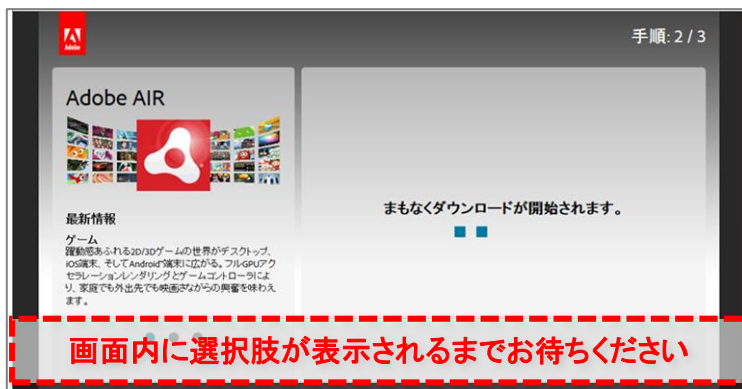 Adobe
手順: 2 / 3
Adobe AIR
最新情報
ゲーム
躍動感あふれる2D/3Dゲームの世界がデスクトップ、
iOS端末、そしてAndroid™端末に広がる。フルGPUアク
セラレーションレンダリングとゲームコントローラによ
り、家庭でも外出先でも映画さながらの興奮を味わえ
ます。
まもなくダウンロードが開始されます。
画面内に選択肢が表示されるまでお待ちください